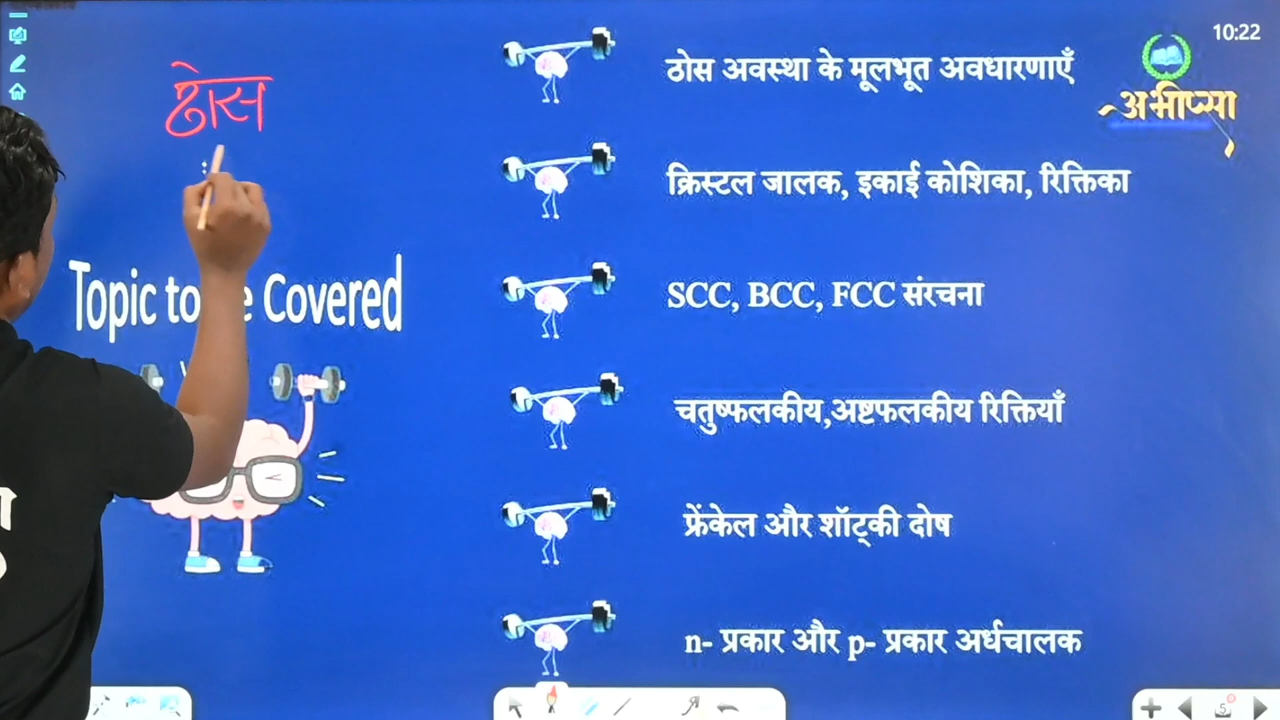 10:22
ठोस
ठोस अवस्था के मूलभूत अवधारणाएँ
अभीप्सा
क्रिस्टल जालक, इकाई कोशिका, रिक्तिका
Topic to Covered
SCC, BCC, FCC संरचना
चतुष्फलकीय,अष्टफलकीय रिक्तियाँ
फ्रेंकेल और शॉट्की दोष
n- प्रकार और p- प्रकार अर्धचालक
5